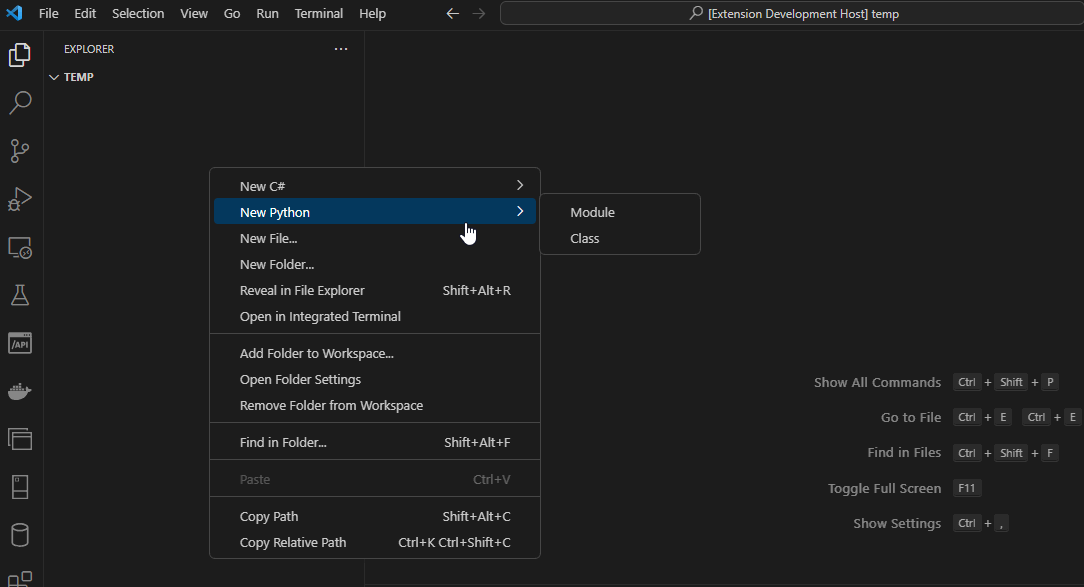 File Edit Selection View Go Run Terminal Help
[Extension Development Host] temp
EXPLORER
TEMP
New C#
New Python
New File...
New Folder...
Reveal in File Explorer Shift+Alt+R
Open in Integrated Terminal
Add Folder to Workspace...
Open Folder Settings
Remove Folder from Workspace
Find in Folder... Shift+Alt+F
Paste Ctrl+V
Copy Path Shift+Alt+C
Copy Relative Path Ctrl+K Ctrl+Shift+C
Module
Class
Show All Commands Ctrl + Shift + P
Go to File Ctrl + E Ctrl + E
Find in Files Ctrl + Shift + F
Toggle Full Screen F11
Show Settings Ctrl + ,
/API